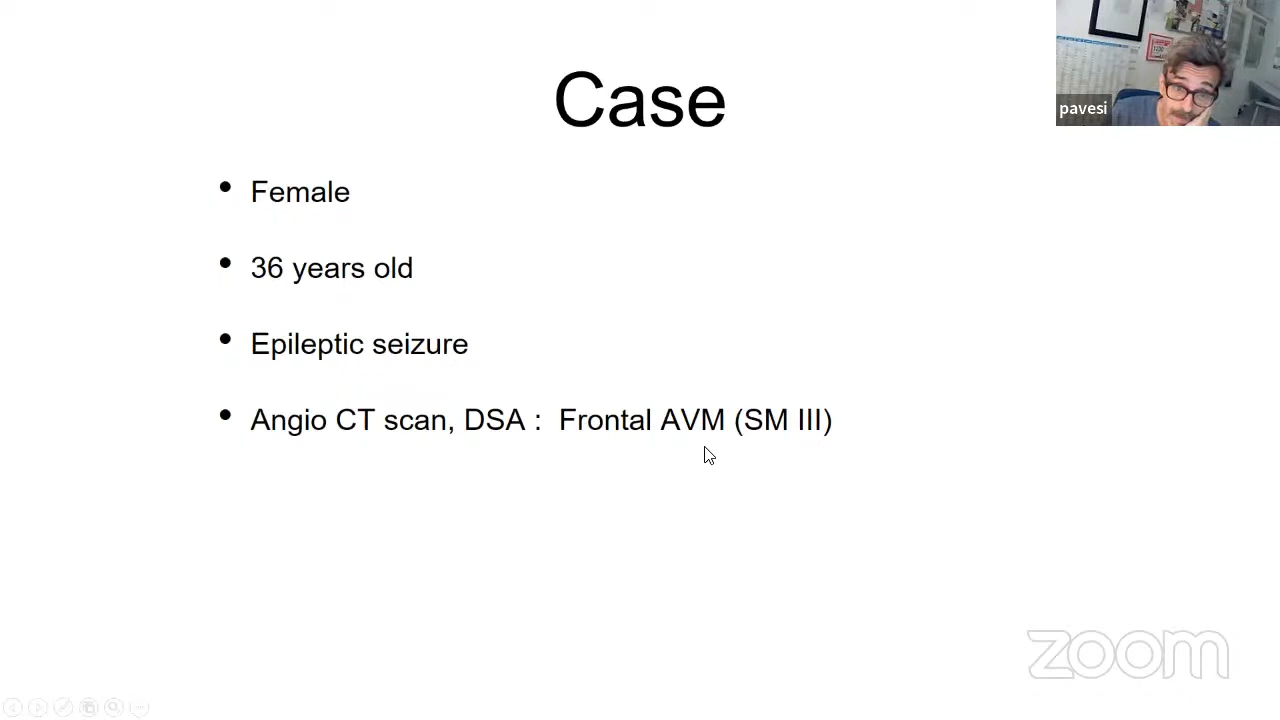 Case
• Female
• 36 years old
• Epileptic seizure
• Angio CT scan, DSA : Frontal AVM (SM III)
pavesi
zoom